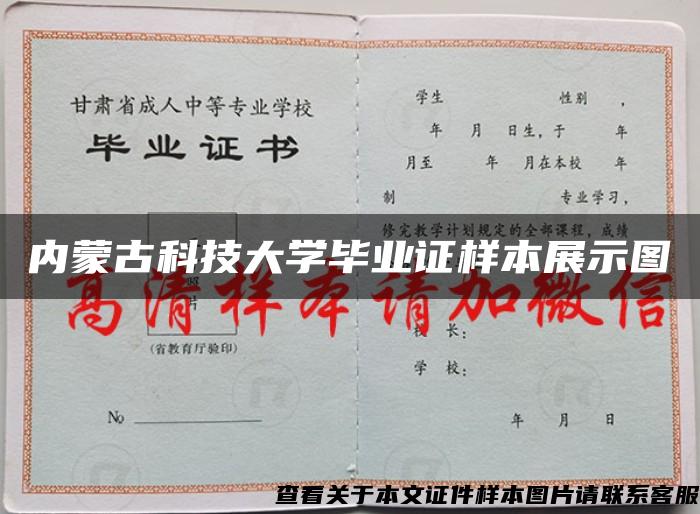 甘肃省成人中等专业学校
毕业证书
照
片
(省教育厅验印)
No
学生 性别 ，
年 月 日生，于 年
月至 年 月在本校 年
制 专业学习，
修完教学计划规定的全部课程，成绩
内蒙古科技大学毕业证样本展示图
高清样本请加微信
校 长：
学 校：
年 月 日
查看关于本文证件样本图片请联系客服